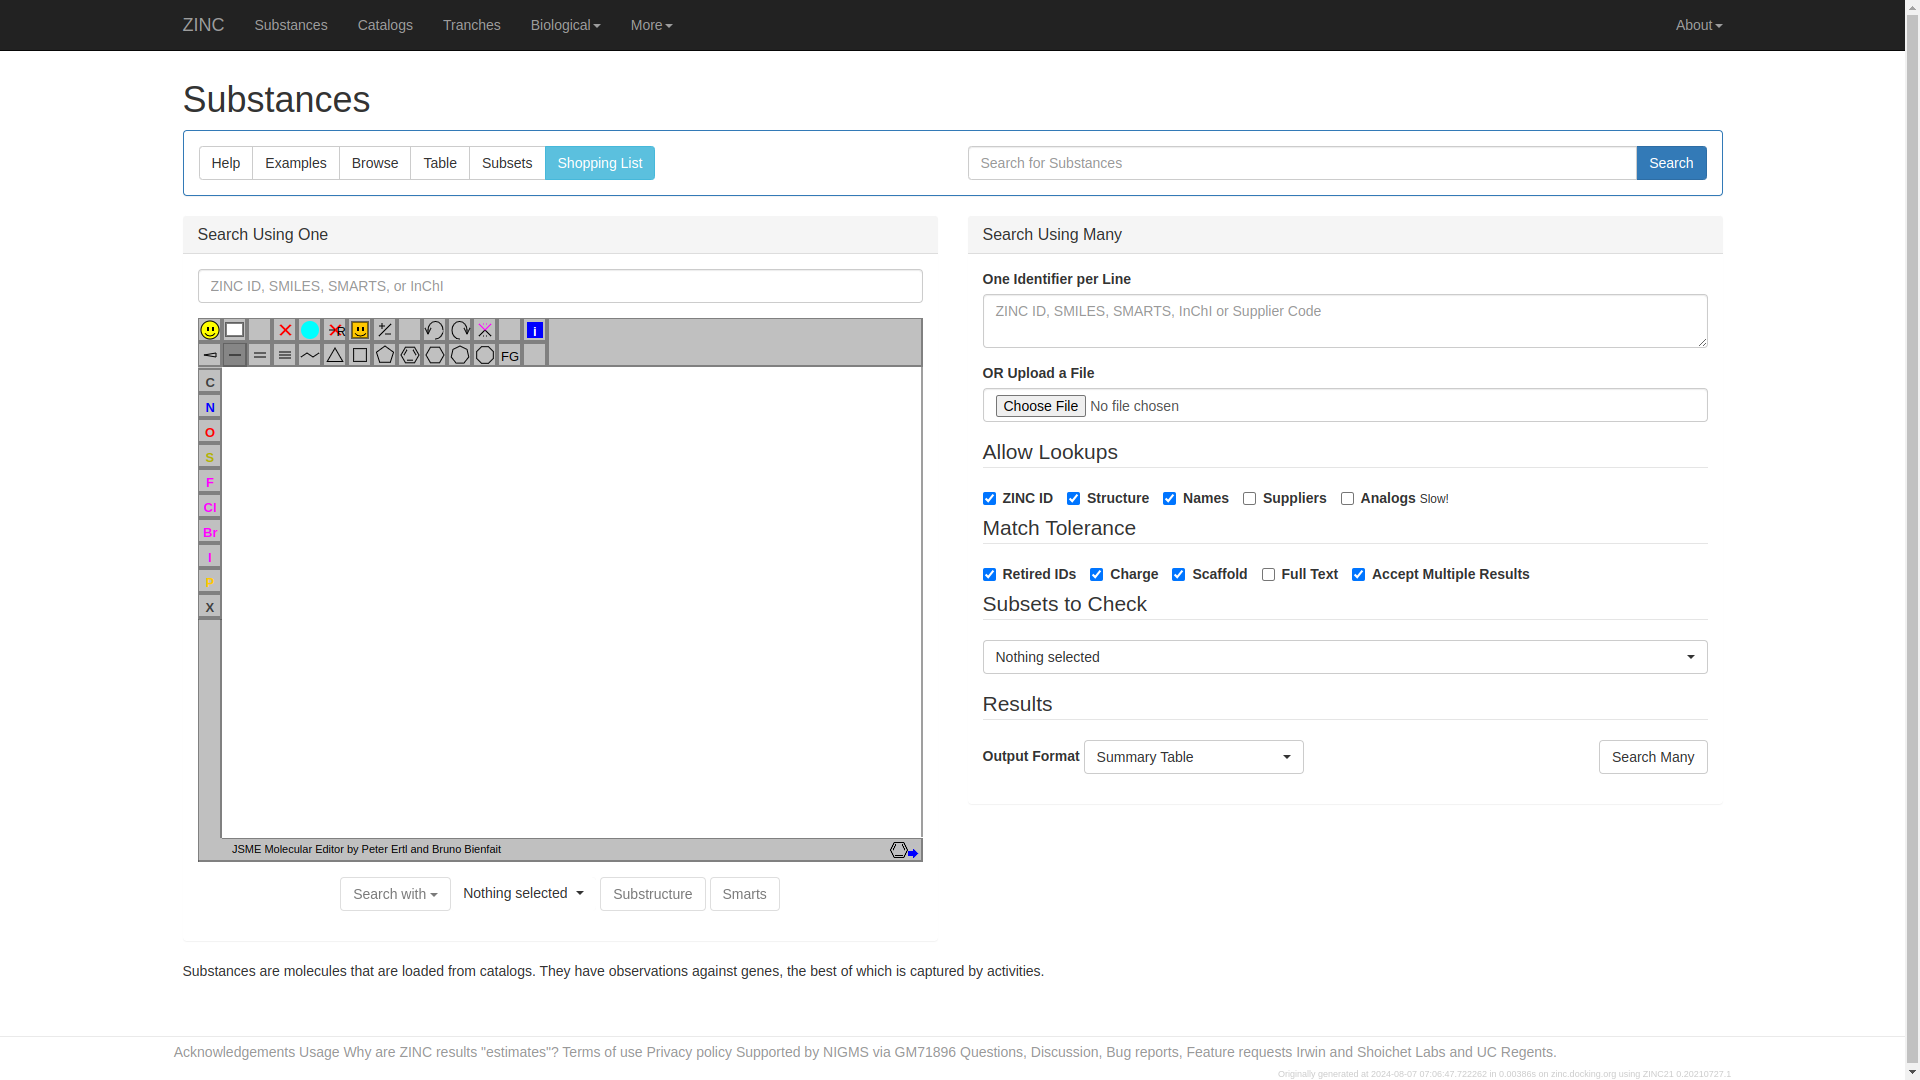 ZINC Substances Catalogs Tranches Biological More About
Substances
Help Examples Browse Table Subsets Shopping List Search for Substances Search
Search Using One
ZINC ID, SMILES, SMARTS, or InChI
R
i
FG
C
N
O
S
F
Cl
Br
I
P
X
JSME Molecular Editor by Peter Ertl and Bruno Bienfait
Search with Nothing selected Substructure Smarts
Search Using Many
One Identifier per Line
ZINC ID, SMILES, SMARTS, InChI or Supplier Code
OR Upload a File
Choose File No file chosen
Allow Lookups
ZINC ID Structure Names Suppliers Analogs Slow!
Match Tolerance
Retired IDs Charge Scaffold Full Text Accept Multiple Results
Subsets to Check
Nothing selected
Results
Output Format Summary Table Search Many
Substances are molecules that are loaded from catalogs. They have observations against genes, the best of which is captured by activities.
Acknowledgements Usage Why are ZINC results "estimates"? Terms of use Privacy policy Supported by NIGMS via GM71896 Questions, Discussion, Bug reports, Feature requests Irwin and Shoichet Labs and UC Regents.
Originally generated at 2024-08-07 07:06:47.722262 in 0.00386s on zinc.docking.org using ZINC21 0.20210727.1